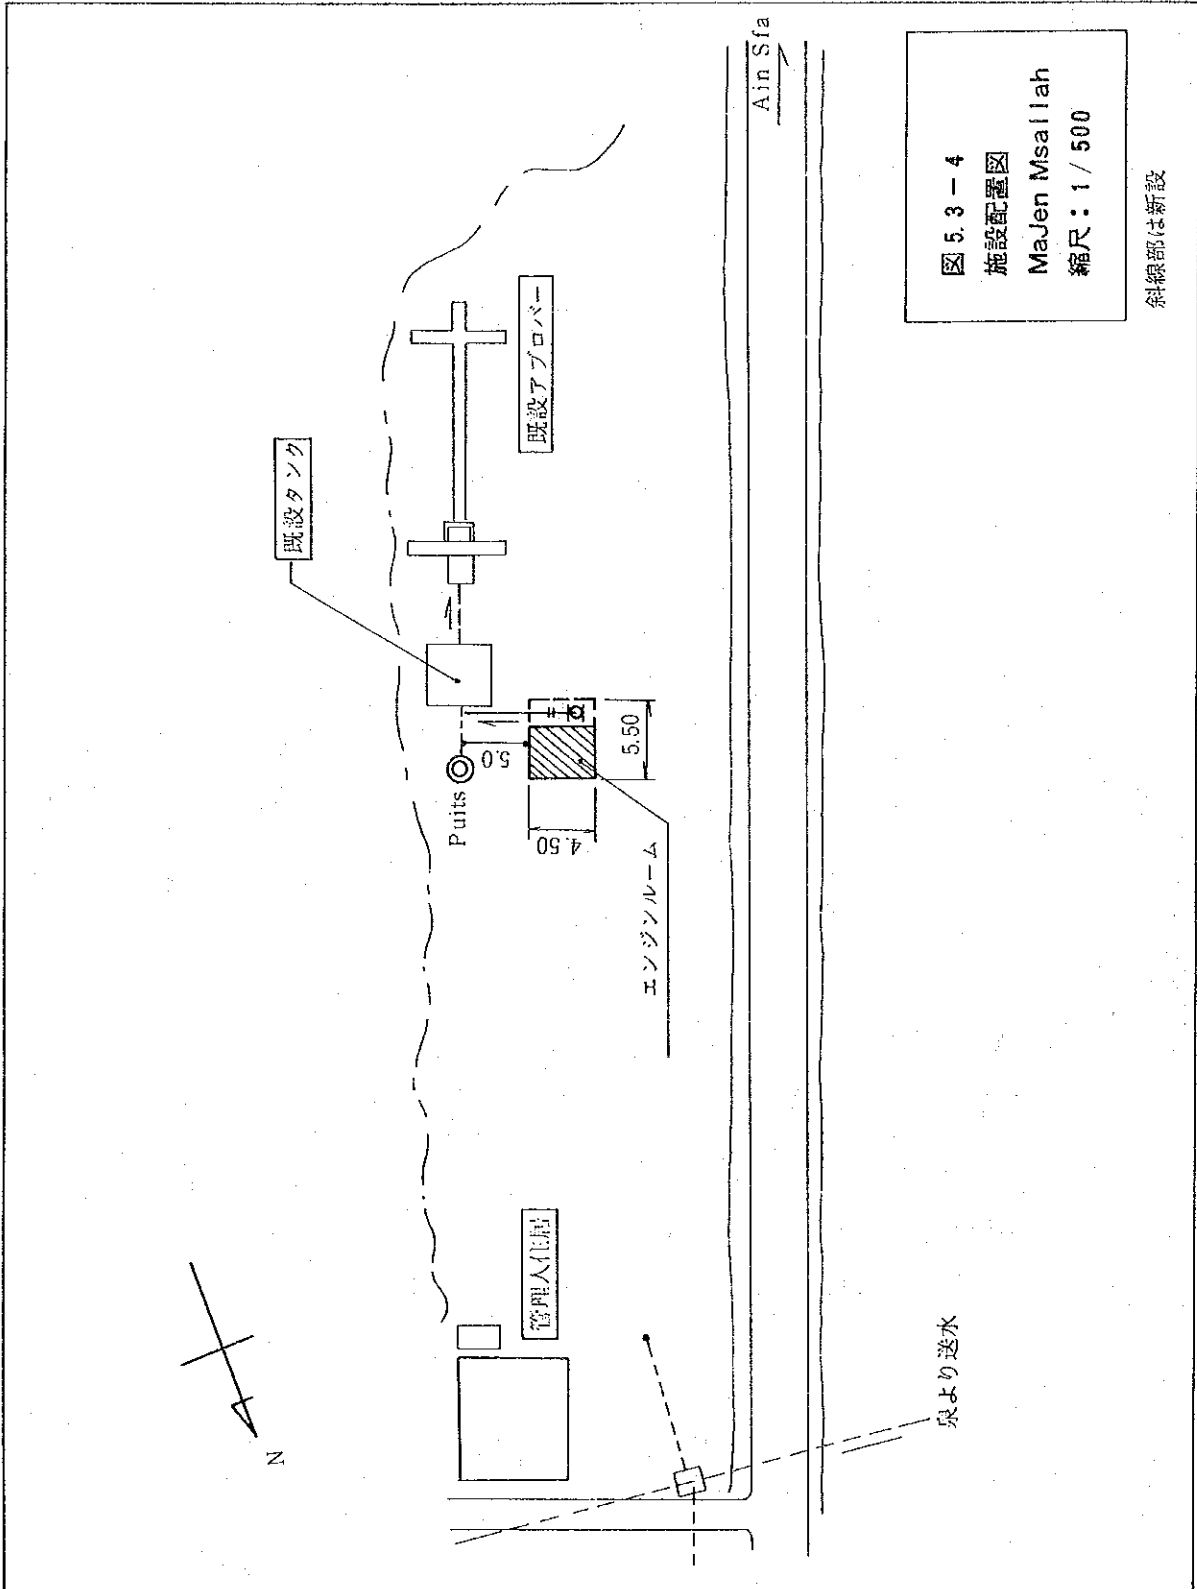 図 5.3-4
施設配置図
MaJen Msallah
縮尺：1/500
斜線部は新設
Ain Sfa
既設タンク
既設アブロバー
Puits
5.0
5.50
4.50
エンジンルーム
管理人住居
N
泉より送水